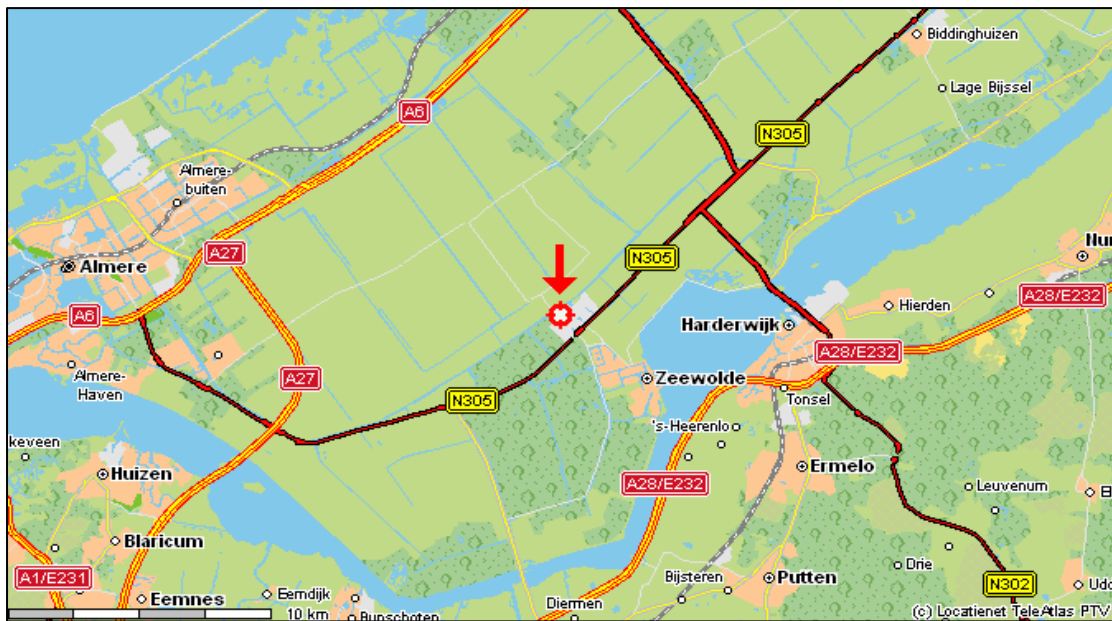 Biddinghuizen
Lage Bijssel
A6
N305
Almere-
buiten
A27
N305
Almere
Nun
A28/E232
Hierden
A6
Harderwijk
A28/E232
Almere-
Haven
A27
Zeewolde
N305
Tonsel
's-Heerenlo
keveen
Huizen
Ermelo
A28/E232
Leuvenum
Blaricum
Drie
A1/E231
Bijsteren
Putten
N302
Eemnes
Eemdijk
Diermen
10 km
Bunschoten
(c) Locatienet TeleAtlas PTV